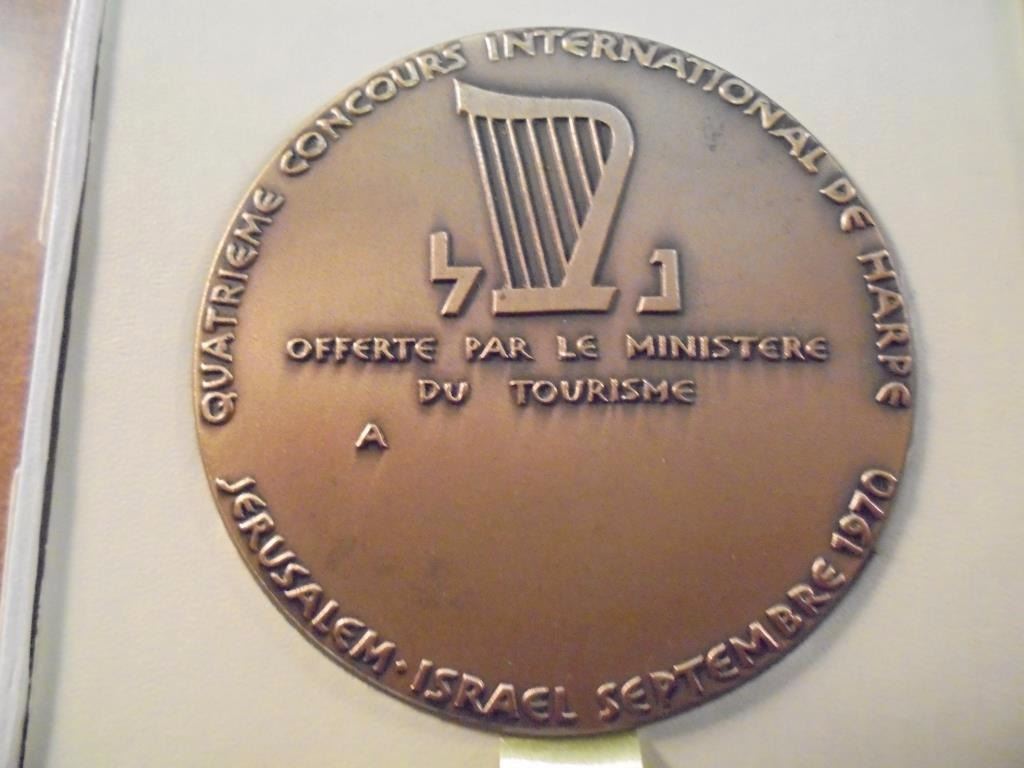 QUATRIEME CONCOURS INTERNATIONAL DE HARPE
נ ל
OFFERTE PAR LE MINISTERE
DU TOURISME
A
JERUSALEM · ISRAEL SEPTEMBRE 1970